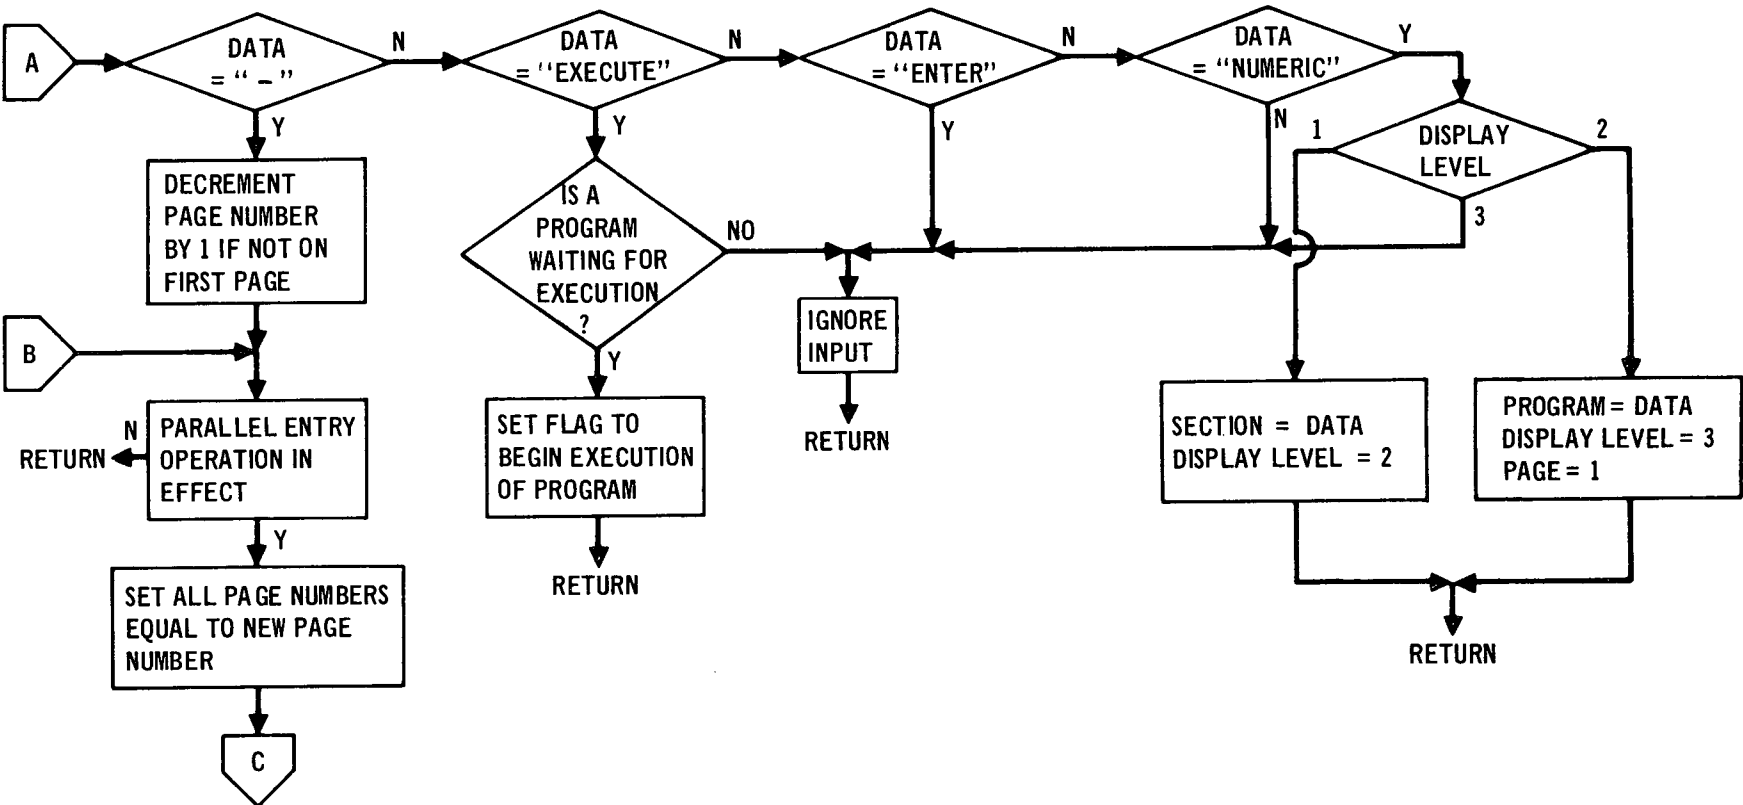 A
DATA
= "–"
N
DATA
= "EXECUTE"
N
DATA
= "ENTER"
N
DATA
= "NUMERIC"
Y
Y
Y
Y
N
1
DISPLAY
LEVEL
2
3
DECREMENT
PAGE NUMBER
BY 1 IF NOT ON
FIRST PAGE
IS A
PROGRAM
WAITING FOR
EXECUTION
?
NO
Y
IGNORE
INPUT
RETURN
B
N
RETURN
PARALLEL ENTRY
OPERATION IN
EFFECT
Y
SET FLAG TO
BEGIN EXECUTION
OF PROGRAM
RETURN
SECTION = DATA
DISPLAY LEVEL = 2
PROGRAM = DATA
DISPLAY LEVEL = 3
PAGE = 1
RETURN
SET ALL PAGE NUMBERS
EQUAL TO NEW PAGE
NUMBER
C